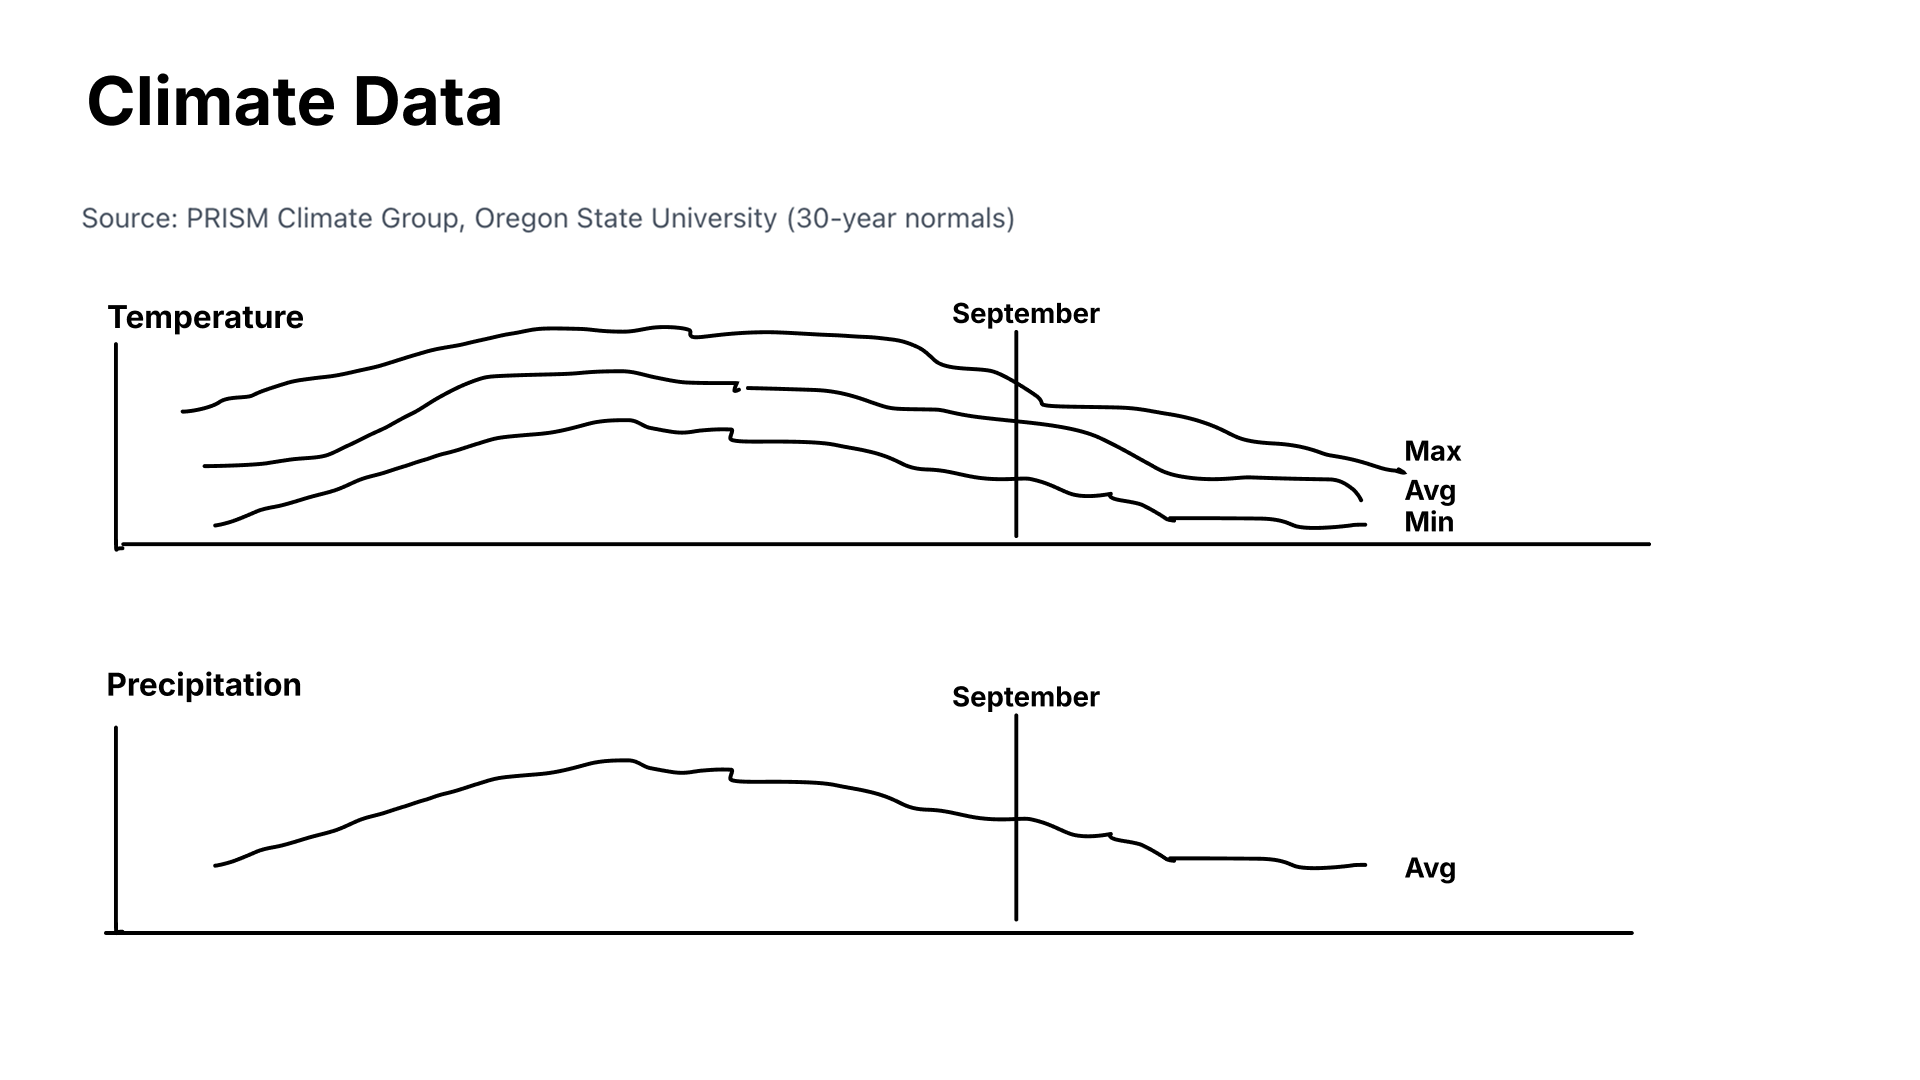 Climate Data
Source: PRISM Climate Group, Oregon State University (30-year normals)
Temperature
September
Max
Avg
Min
Precipitation
September
Avg